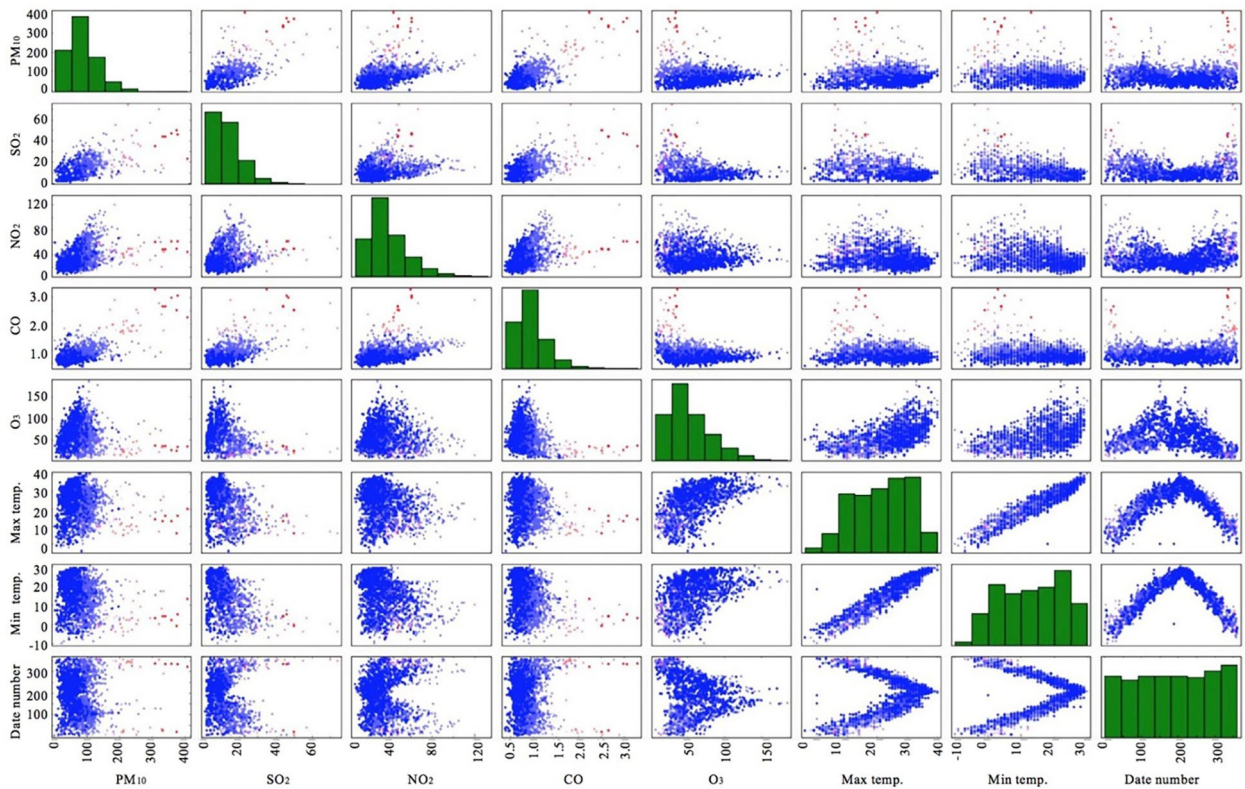 PM10
400
300
200
100
0
SO2
60
40
20
0
NO2
120
80
40
0
CO
3.0
2.0
1.0
O3
150
100
50
Max temp.
40
30
20
10
0
Min temp.
30
20
10
0
-10
Date number
300
200
100
0 100 200 300 400
0 20 40 60
0 40 80 120
0.5 1.0 1.5 2.0 2.5 3.0
50 100 150
0 10 20 30 40
-10 0 10 20 30
0 100 200 300
PM10 SO2 NO2 CO O3 Max temp. Min temp. Date number